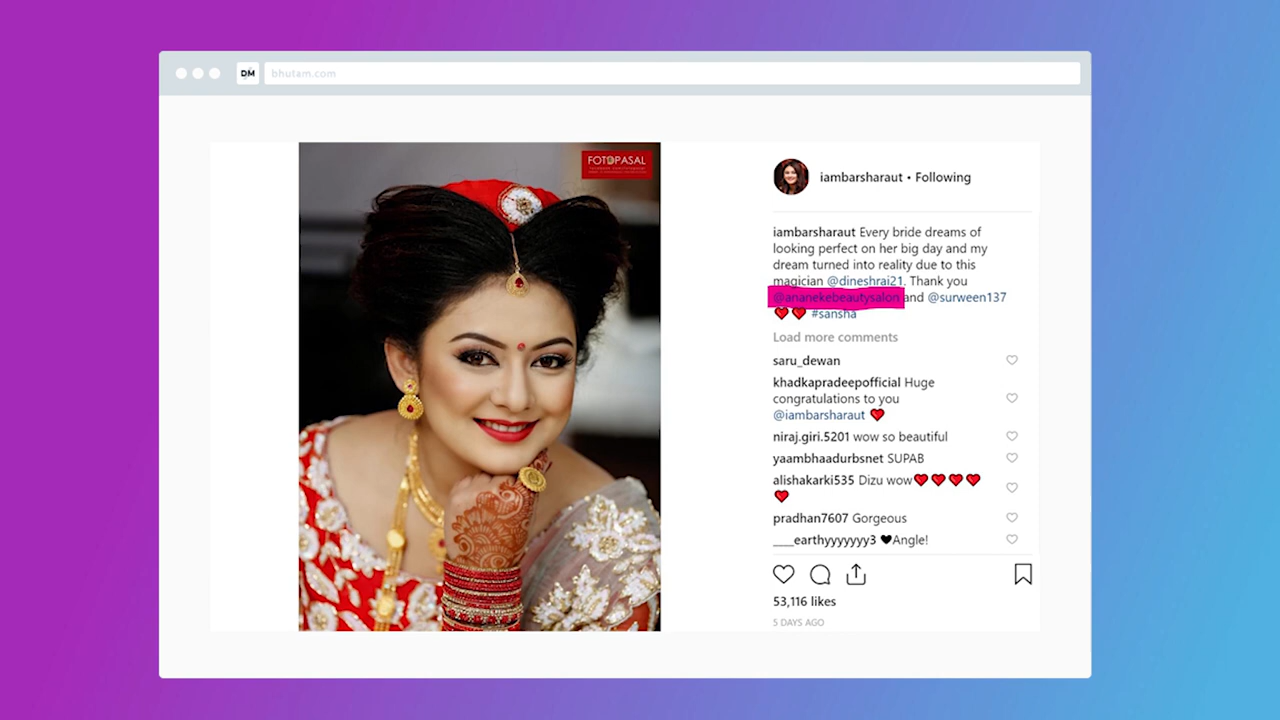 DM bhutam.com
FOTOPASAL
iambarsharaut • Following
iambarsharaut Every bride dreams of
looking perfect on her big day and my
dream turned into reality due to this
magician @dineshrai21. Thank you
@ananekebeautysalon and @surween137
❤❤ #sansha
Load more comments
saru_dewan
khadkapradeepofficial Huge
congratulations to you
@iambarsharaut ❤
niraj.giri.5201 wow so beautiful
yaambhaadurbsnet SUPAB
alishakarki535 Dizu wow❤❤❤❤
❤
pradhan7607 Gorgeous
____earthyyyyyyy3 🖤Angle!
53,116 likes
5 DAYS AGO